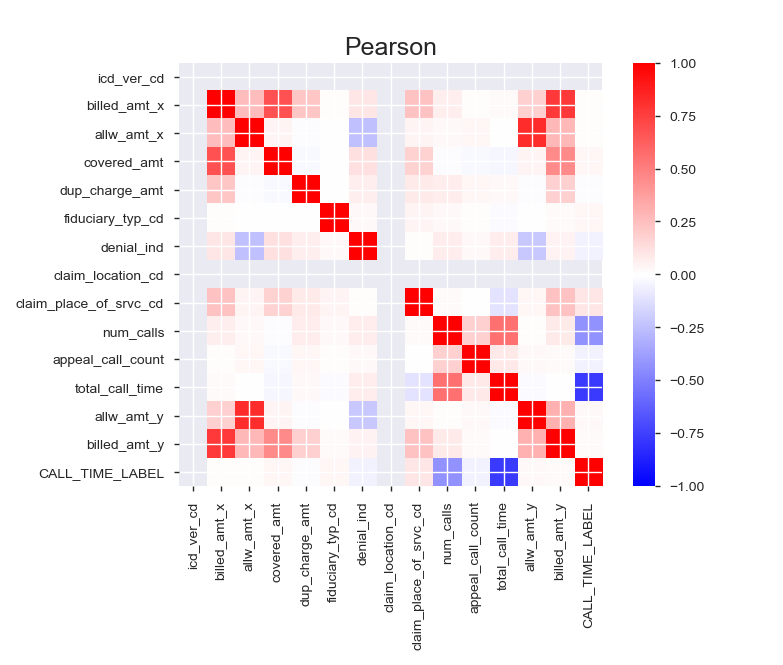 Pearson
icd_ver_cd
billed_amt_x
allw_amt_x
covered_amt
dup_charge_amt
fiduciary_typ_cd
denial_ind
claim_location_cd
claim_place_of_srvc_cd
num_calls
appeal_call_count
total_call_time
allw_amt_y
billed_amt_y
CALL_TIME_LABEL
icd_ver_cd
billed_amt_x
allw_amt_x
covered_amt
dup_charge_amt
fiduciary_typ_cd
denial_ind
claim_location_cd
claim_place_of_srvc_cd
num_calls
appeal_call_count
total_call_time
allw_amt_y
billed_amt_y
CALL_TIME_LABEL
1.00
0.75
0.50
0.25
0.00
−0.25
−0.50
−0.75
−1.00